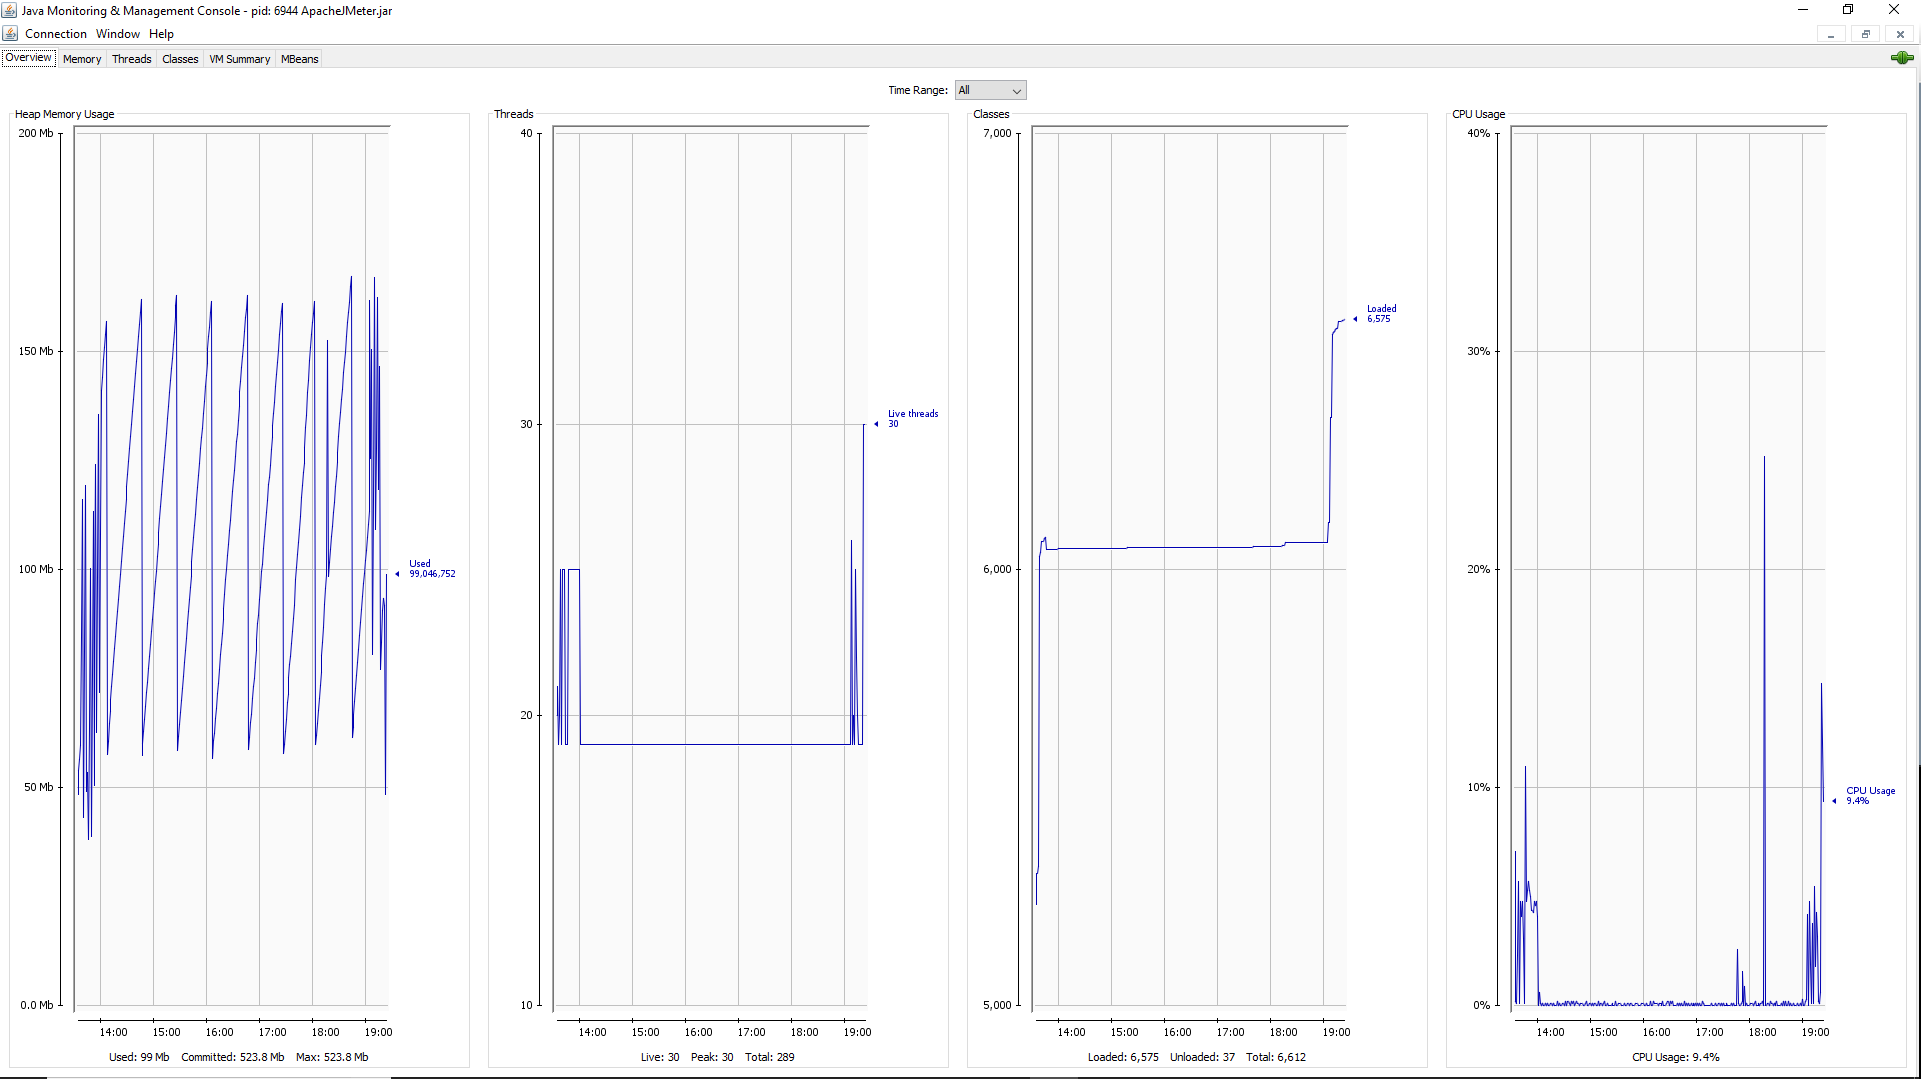 Java Monitoring & Management Console - pid: 6944 ApacheJMeter.jar
Connection Window Help
Overview Memory Threads Classes VM Summary MBeans
Time Range: All
Heap Memory Usage
200 Mb
150 Mb
100 Mb
50 Mb
0.0 Mb
Used
99,046,752
14:00 15:00 16:00 17:00 18:00 19:00
Used: 99 Mb Committed: 523.8 Mb Max: 523.8 Mb
Threads
40
30
20
10
Live threads
30
14:00 15:00 16:00 17:00 18:00 19:00
Live: 30 Peak: 30 Total: 289
Classes
7,000
6,000
5,000
Loaded
6,575
14:00 15:00 16:00 17:00 18:00 19:00
Loaded: 6,575 Unloaded: 37 Total: 6,612
CPU Usage
40%
30%
20%
10%
0%
CPU Usage
9.4%
14:00 15:00 16:00 17:00 18:00 19:00
CPU Usage: 9.4%